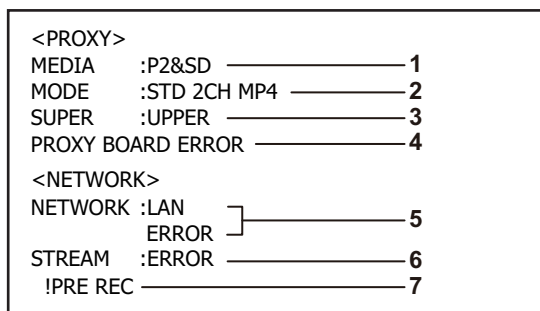 <PROXY>
MEDIA :P2&SD 1
MODE :STD 2CH MP4 2
SUPER :UPPER 3
PROXY BOARD ERROR 4
<NETWORK>
NETWORK :LAN
ERROR 5
STREAM :ERROR 6
!PRE REC 7